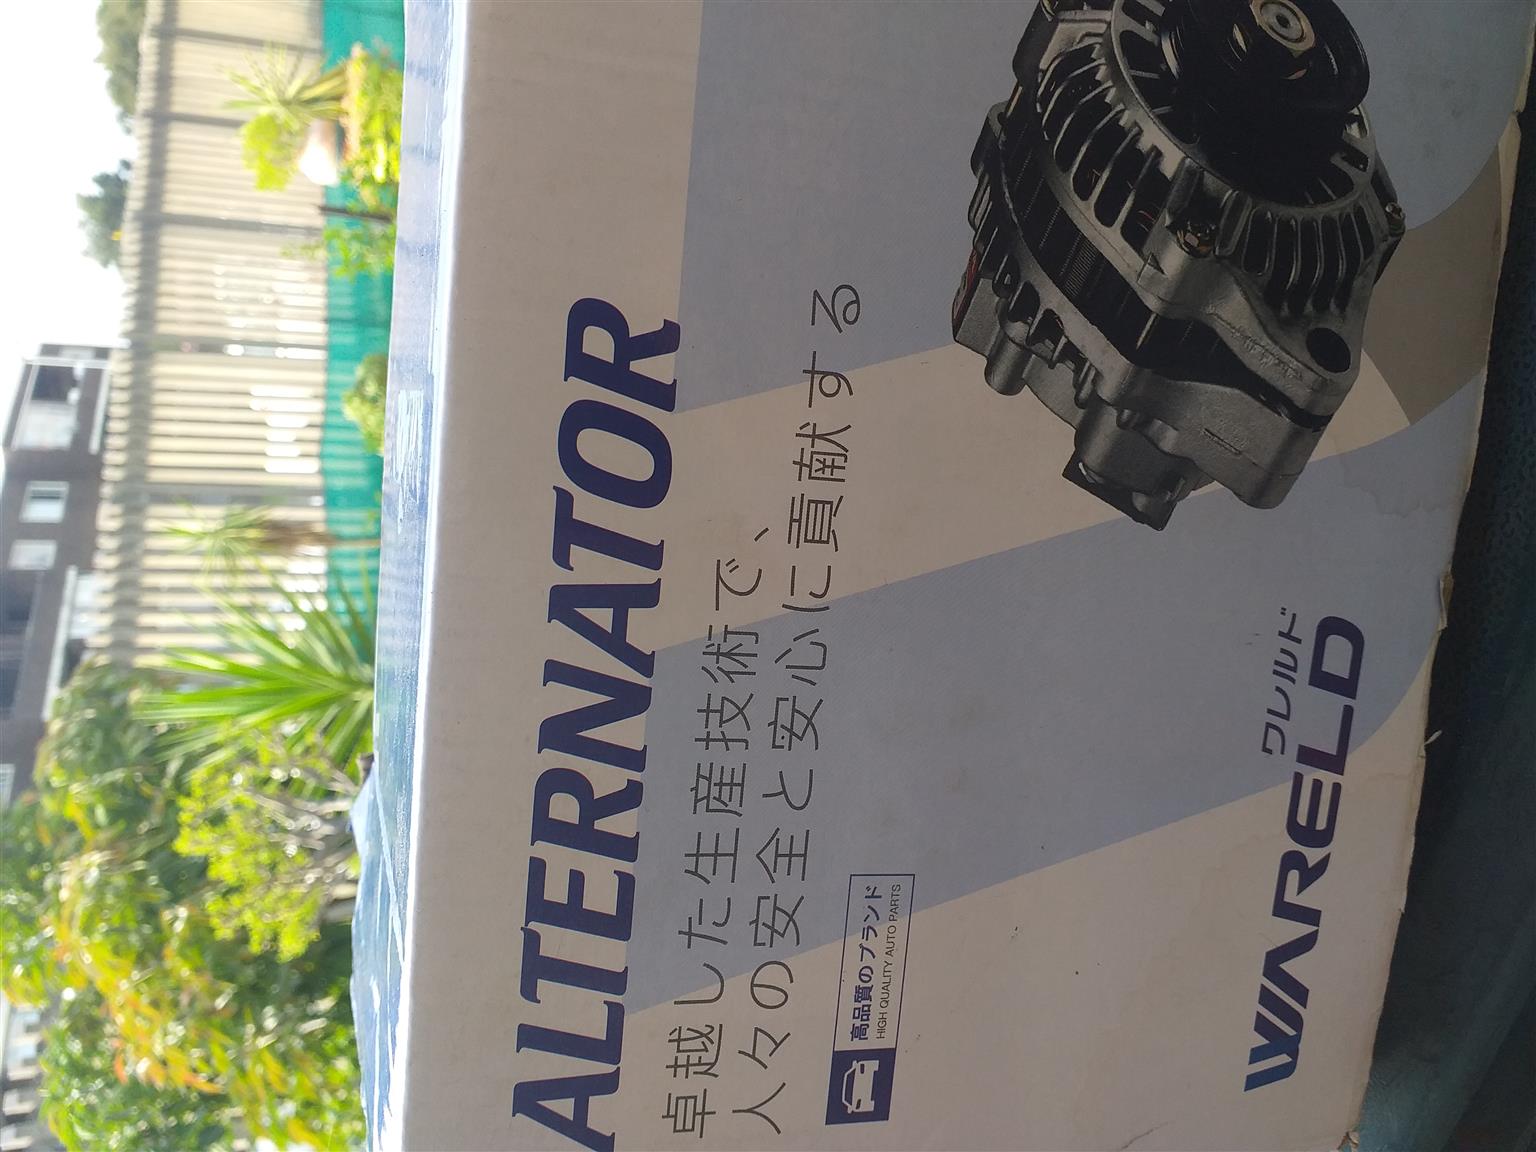 ALTERNATOR
卓越した生産技術で、
人々の安全と安心に貢献する
高品質のブランド
HIGH QUALITY AUTO PARTS
ワレルド
WARELD